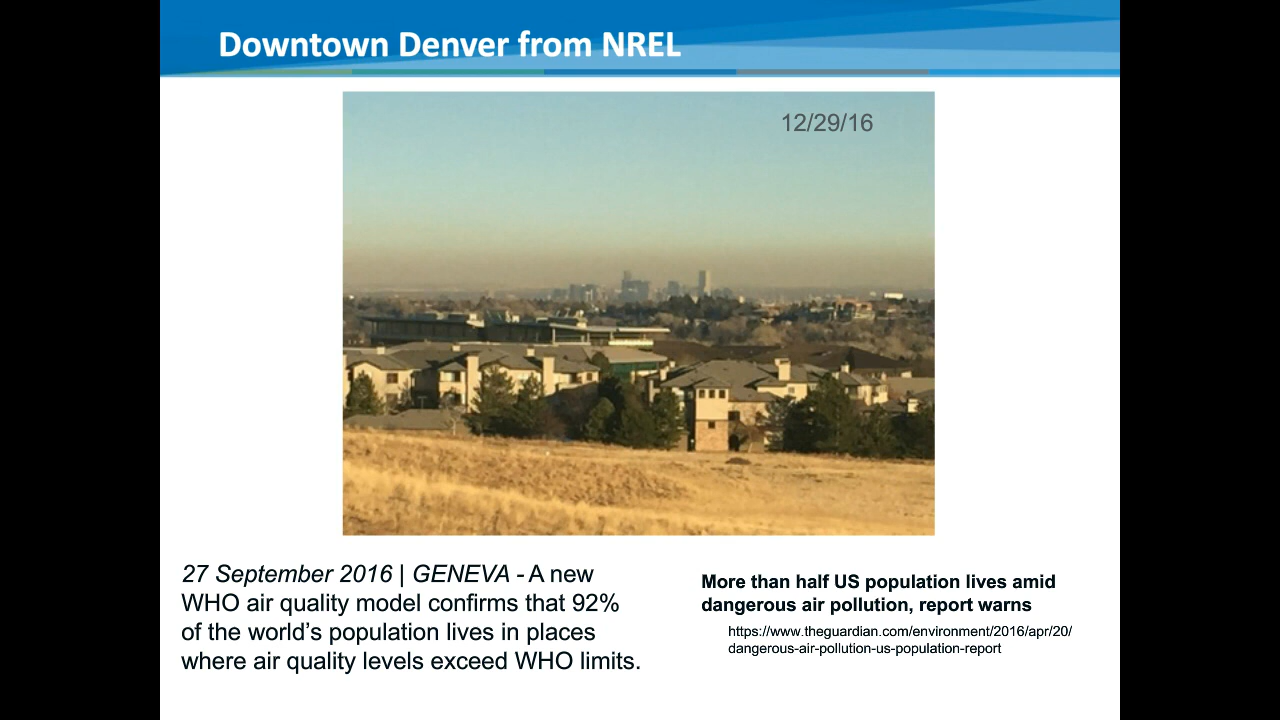 Downtown Denver from NREL
12/29/16
27 September 2016 | GENEVA - A new
WHO air quality model confirms that 92%
of the world’s population lives in places
where air quality levels exceed WHO limits.
More than half US population lives amid
dangerous air pollution, report warns
https://www.theguardian.com/environment/2016/apr/20/
dangerous-air-pollution-us-population-report